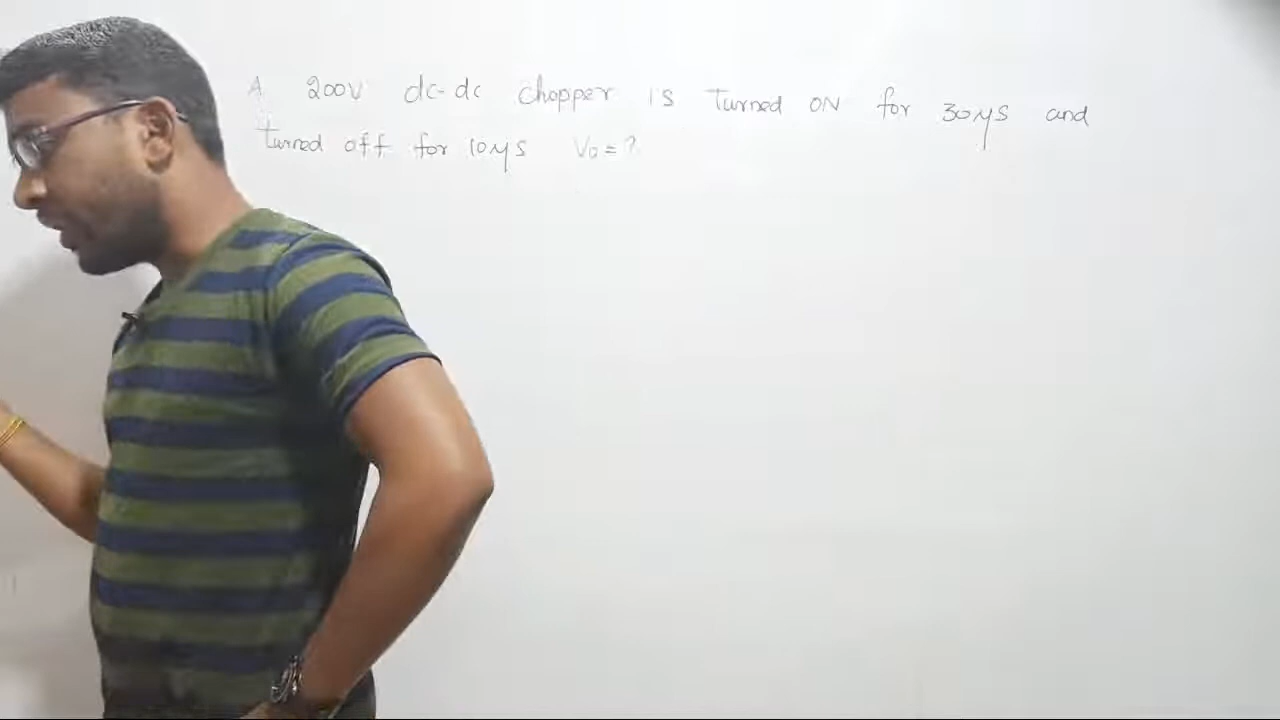 A 200V dc-dc chopper is Turned ON for 30μs and
turned off for 10μs Vo=?